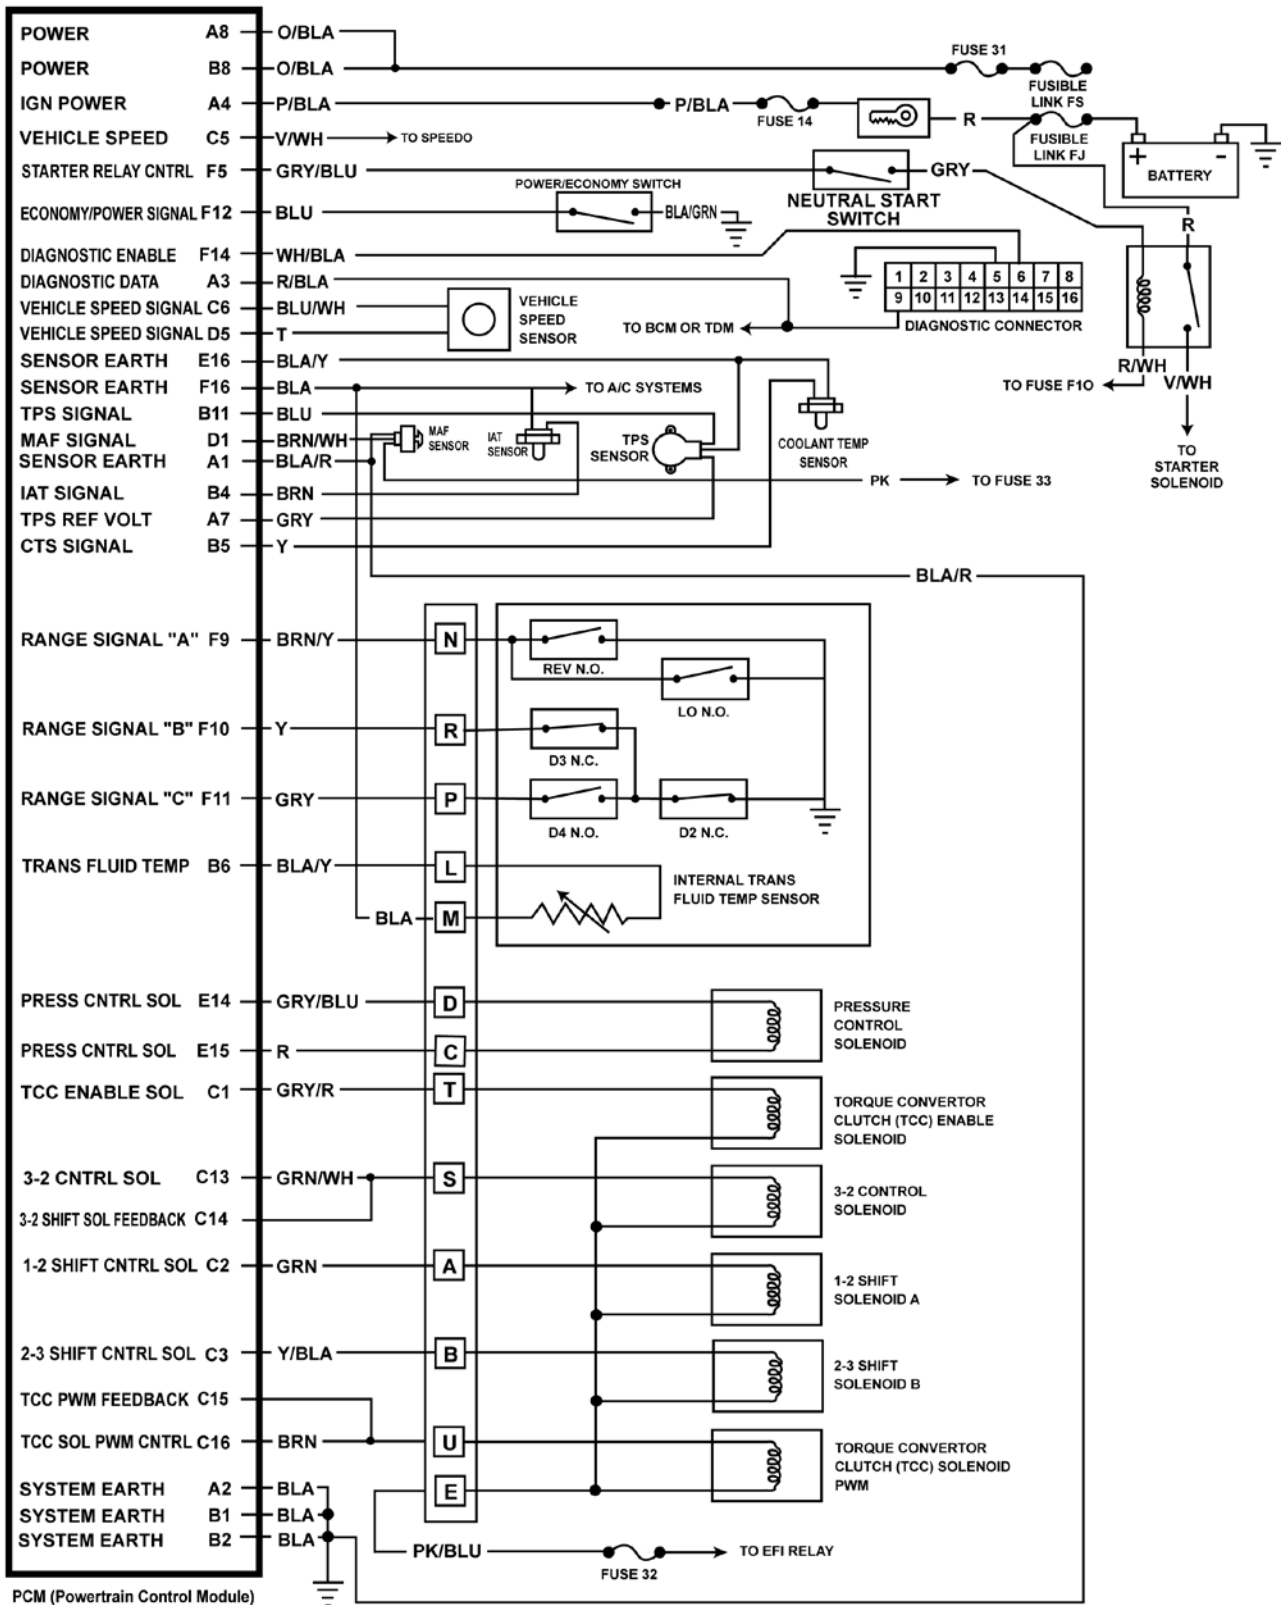 POWER A8 O/BLA
FUSE 31
POWER B8 O/BLA
FUSIBLE
LINK FS
IGN POWER A4 P/BLA P/BLA
FUSE 14
R
FUSIBLE
LINK FJ
+ -
BATTERY
VEHICLE SPEED C5 V/WH TO SPEEDO
STARTER RELAY CNTRL F5 GRY/BLU GRY
NEUTRAL START
SWITCH
POWER/ECONOMY SWITCH
ECONOMY/POWER SIGNAL F12 BLU BLA/GRN
R
DIAGNOSTIC ENABLE F14 WH/BLA
DIAGNOSTIC DATA A3 R/BLA
1 2 3 4 5 6 7 8
9 10 11 12 13 14 15 16
DIAGNOSTIC CONNECTOR
TO BCM OR TDM
VEHICLE SPEED SIGNAL C6 BLU/WH
VEHICLE SPEED SIGNAL D5 T
VEHICLE
SPEED
SENSOR
SENSOR EARTH E16 BLA/Y
R/WH
V/WH
TO FUSE F10
TO
STARTER
SOLENOID
SENSOR EARTH F16 BLA TO A/C SYSTEMS
TPS SIGNAL B11 BLU
MAF SIGNAL D1 BRN/WH
MAF
SENSOR
IAT
SENSOR
TPS
SENSOR
COOLANT TEMP
SENSOR
SENSOR EARTH A1 BLA/R
PK TO FUSE 33
IAT SIGNAL B4 BRN
TPS REF VOLT A7 GRY
CTS SIGNAL B5 Y
BLA/R
RANGE SIGNAL "A" F9 BRN/Y N
REV N.O.
LO N.O.
RANGE SIGNAL "B" F10 Y R
D3 N.C.
RANGE SIGNAL "C" F11 GRY P
D4 N.O. D2 N.C.
TRANS FLUID TEMP B6 BLA/Y L
INTERNAL TRANS
FLUID TEMP SENSOR
BLA M
PRESS CNTRL SOL E14 GRY/BLU D
PRESSURE
CONTROL
SOLENOID
PRESS CNTRL SOL E15 R C
TCC ENABLE SOL C1 GRY/R T
TORQUE CONVERTOR
CLUTCH (TCC) ENABLE
SOLENOID
3-2 CNTRL SOL C13 GRN/WH S
3-2 CONTROL
SOLENOID
3-2 SHIFT SOL FEEDBACK C14
1-2 SHIFT CNTRL SOL C2 GRN A
1-2 SHIFT
SOLENOID A
2-3 SHIFT CNTRL SOL C3 Y/BLA B
2-3 SHIFT
SOLENOID B
TCC PWM FEEDBACK C15
TCC SOL PWM CNTRL C16 BRN U
TORQUE CONVERTOR
CLUTCH (TCC) SOLENOID
PWM
SYSTEM EARTH A2 BLA E
SYSTEM EARTH B1 BLA
SYSTEM EARTH B2 BLA
PK/BLU
FUSE 32
TO EFI RELAY
PCM (Powertrain Control Module)